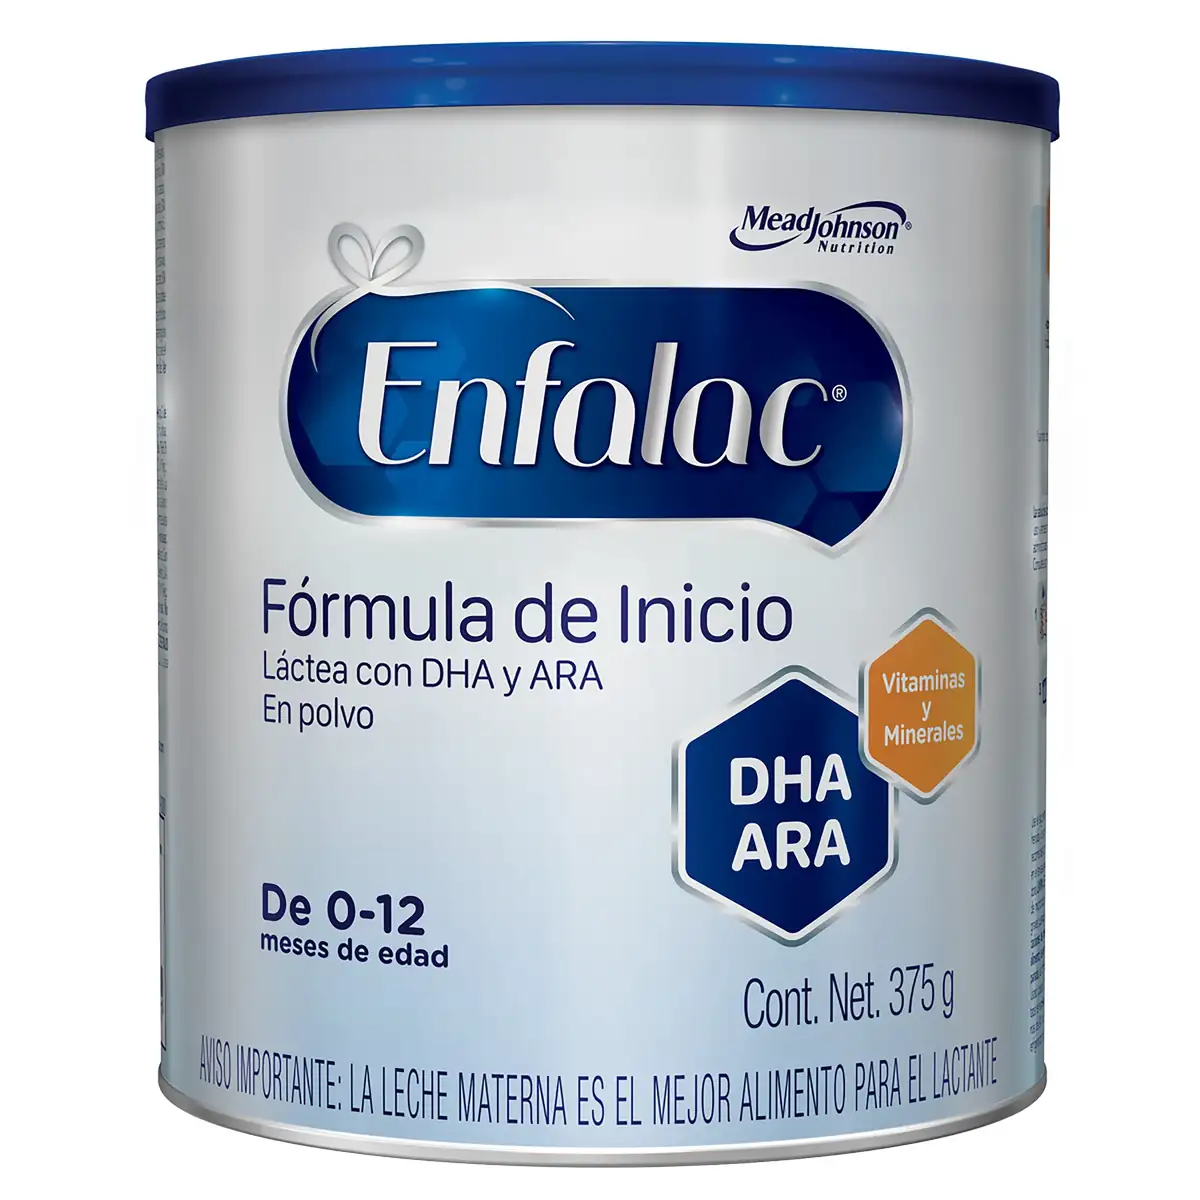 MeadJohnson®
Nutrition
Enfalac®
Fórmula de Inicio
Láctea con DHA y ARA
En polvo
Vitaminas
y
Minerales
DHA
ARA
De 0-12
meses de edad
Cont. Net. 375 g
AVISO IMPORTANTE: LA LECHE MATERNA ES EL MEJOR ALIMENTO PARA EL LACTANTE